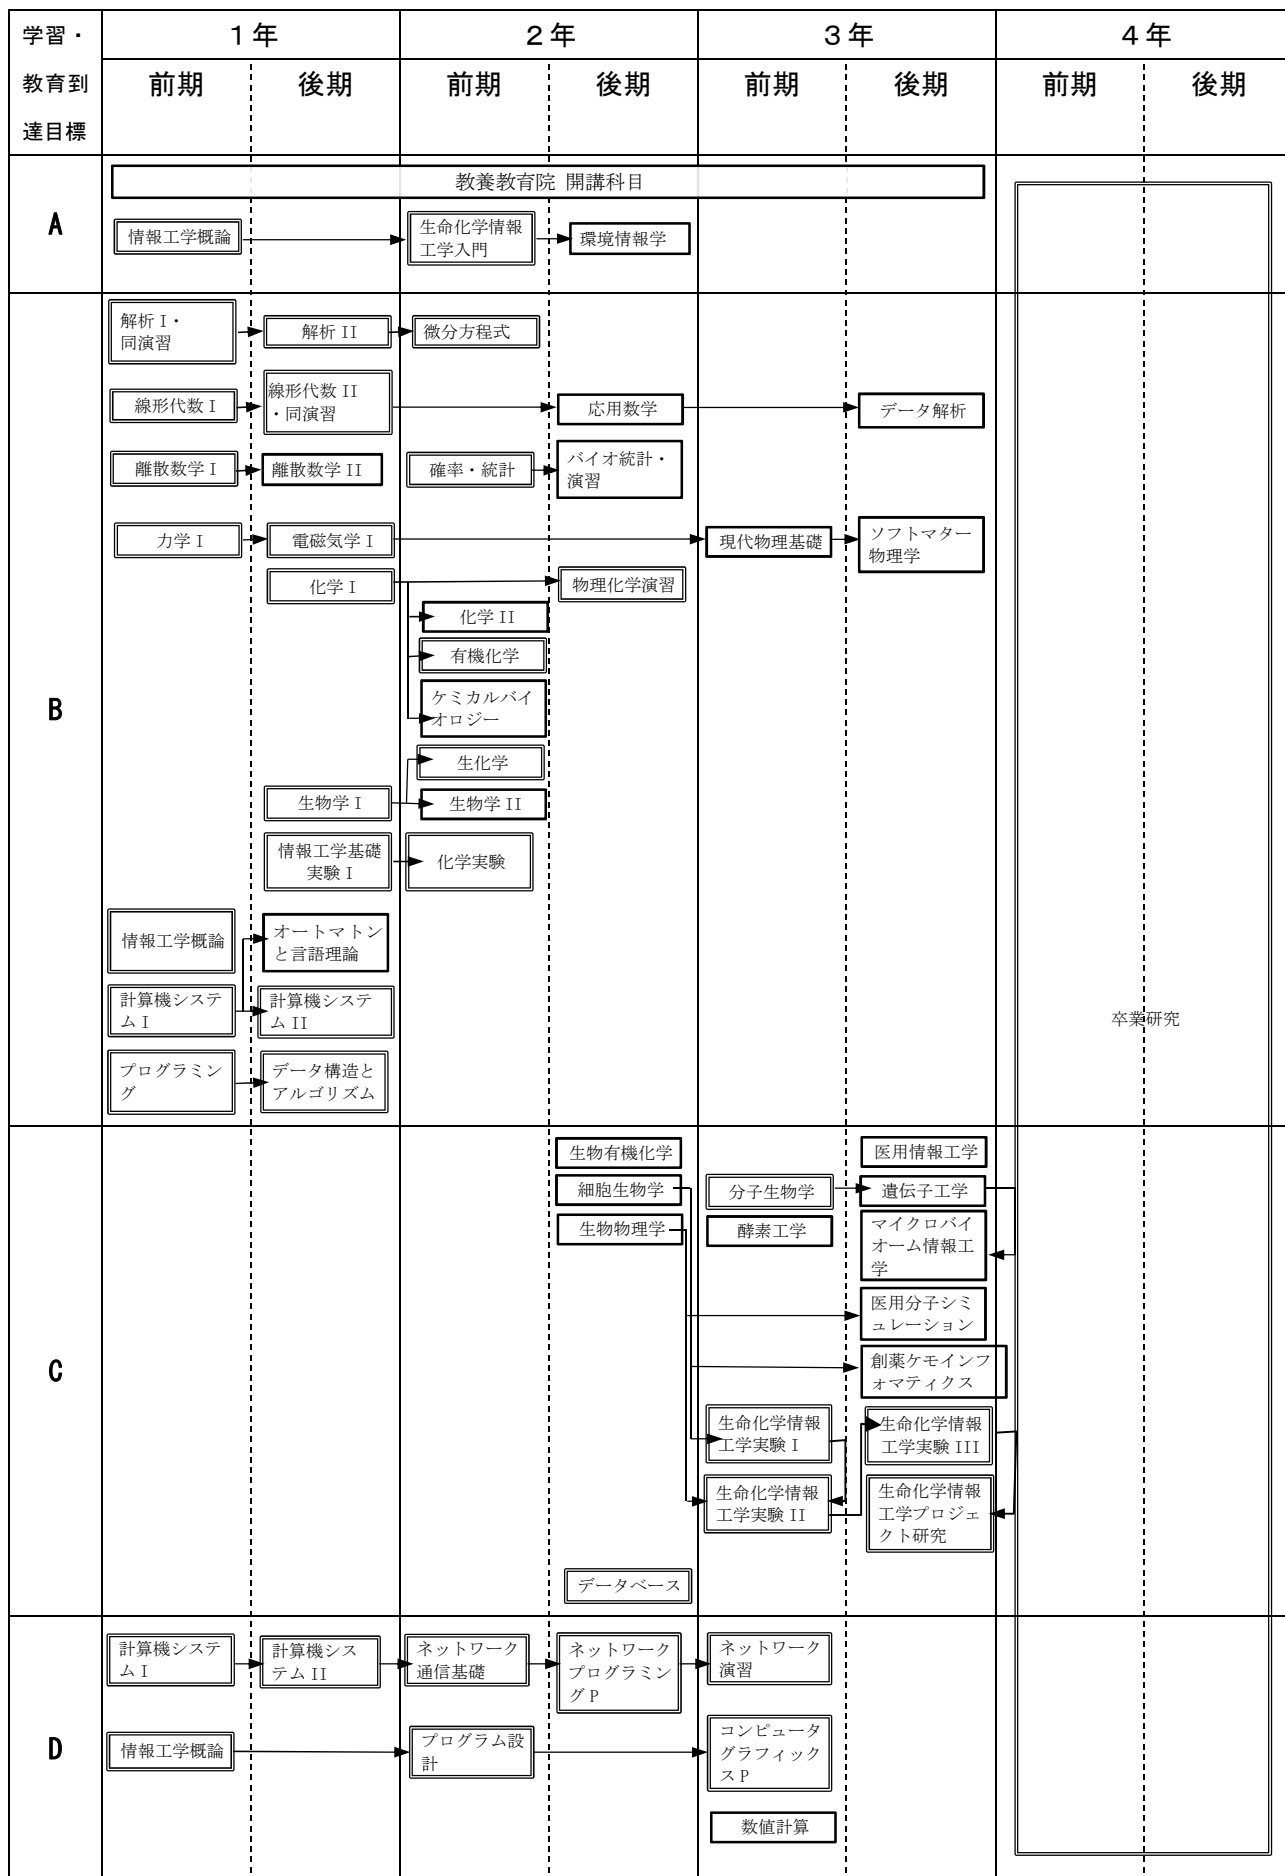 学習・
教育到
達目標
1年
2年
3年
4年
前期
後期
前期
後期
前期
後期
前期
後期
A
教養教育院 開講科目
情報工学概論
生命化学情報
工学入門
環境情報学
B
解析 I・
同演習
解析 II
微分方程式
線形代数 I
線形代数 II
・同演習
応用数学
データ解析
離散数学 I
離散数学 II
確率・統計
バイオ統計・
演習
力学 I
電磁気学 I
現代物理基礎
ソフトマター
物理学
化学 I
物理化学演習
化学 II
有機化学
ケミカルバイ
オロジー
生化学
生物学 I
生物学 II
情報工学基礎
実験 I
化学実験
情報工学概論
オートマトン
と言語理論
計算機システ
ム I
計算機システ
ム II
プログラミン
グ
データ構造と
アルゴリズム
卒業研究
C
生物有機化学
医用情報工学
細胞生物学
分子生物学
遺伝子工学
生物物理学
酵素工学
マイクロバイ
オーム情報工
学
医用分子シミ
ュレーション
創薬ケモインフ
ォマティクス
生命化学情報
工学実験 I
生命化学情報
工学実験 III
生命化学情報
工学実験 II
生命化学情報
工学プロジェ
クト研究
データベース
D
計算機システ
ム I
計算機シス
テム II
ネットワーク
通信基礎
ネットワーク
プログラミン
グ P
ネットワーク
演習
情報工学概論
プログラム設
計
コンピュータ
グラフィック
ス P
数値計算